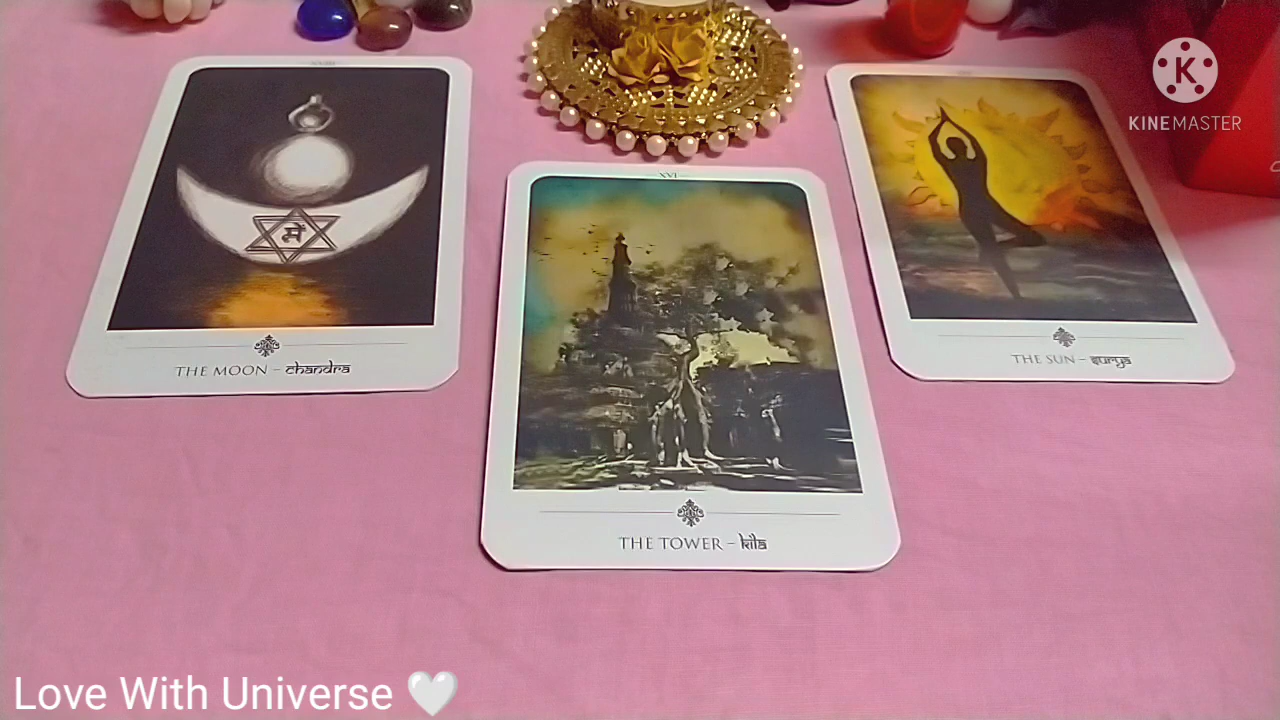 KINEMASTER
XVI
में
THE MOON – chandra
THE SUN – surya
THE TOWER – kila
Love With Universe 🤍